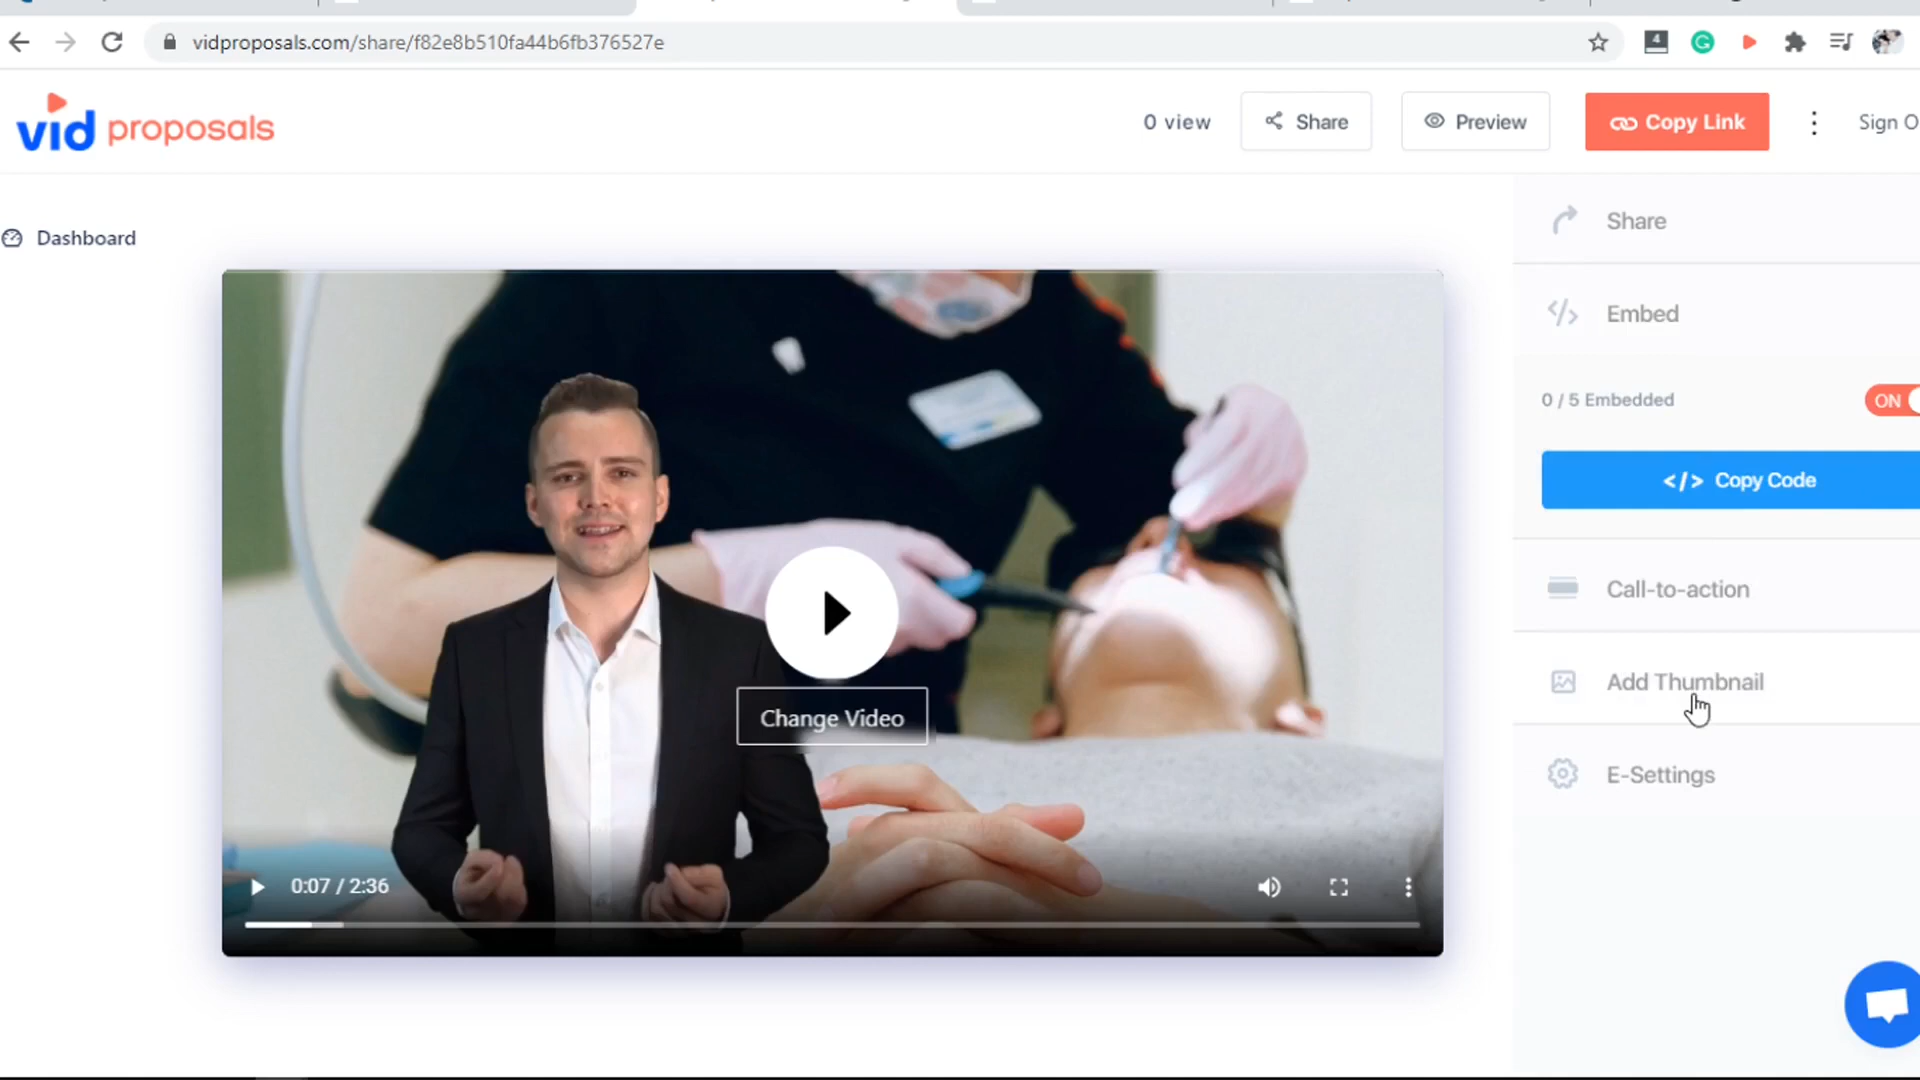 vidproposals.com/share/f82e8b510fa44b6fb376527e
4
vid proposals
0 view
Share
Preview
Copy Link
Sign O
Dashboard
Share
Embed
0 / 5 Embedded
ON
</> Copy Code
Call-to-action
Change Video
Add Thumbnail
E-Settings
0:07 / 2:36